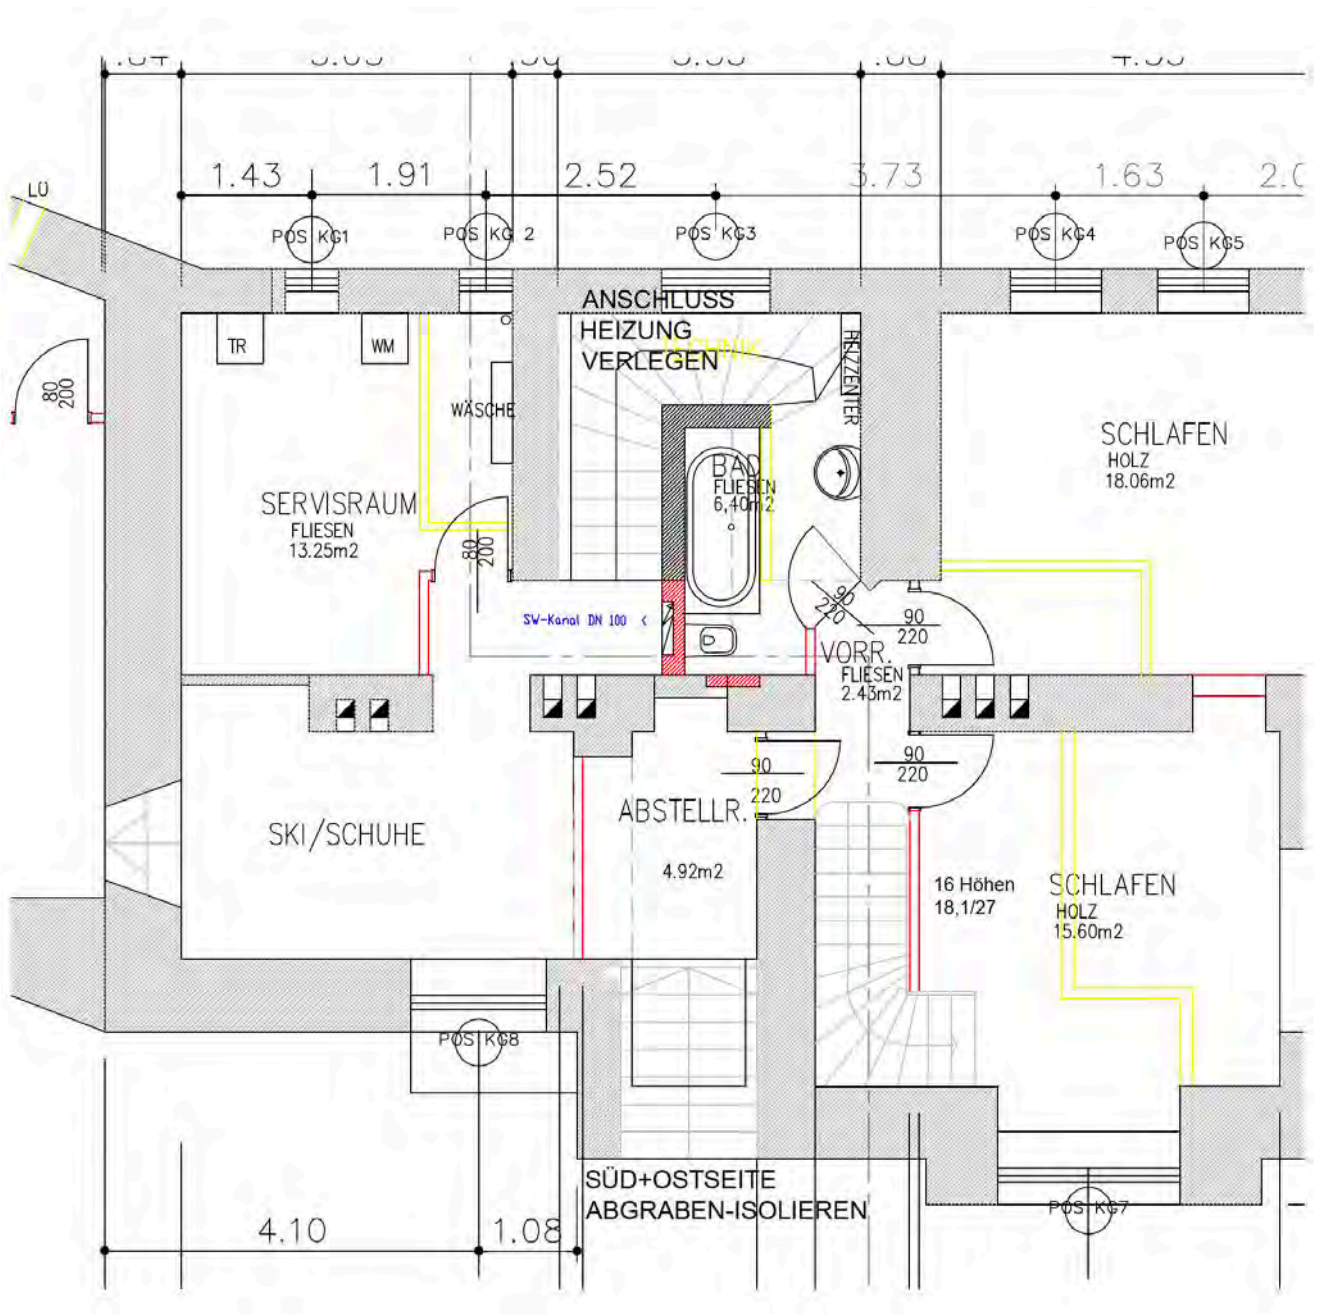 1.43
1.91
2.52
3.73
1.63
LÜ
POS KG1
POS KG 2
POS KG3
POS KG4
POS KG5
ANSCHLUSS
HEIZUNG
VERLEGEN
TECHNIK
HEIZZENTER
TR
WM
80
200
WÄSCHE
SERVISRAUM
FLIESEN
13.25m2
80
200
BAD
FLIESEN
6,40m2
SCHLAFEN
HOLZ
18.06m2
SW-Kanal DN 100 <
90
220
90
220
VORR.
FLIESEN
2.43m2
90
220
90
220
SKI/SCHUHE
ABSTELLR.
4.92m2
16 Höhen
18,1/27
SCHLAFEN
HOLZ
15.60m2
POS KG8
SÜD+OSTSEITE
ABGRABEN-ISOLIEREN
POS KG7
4.10
1.08